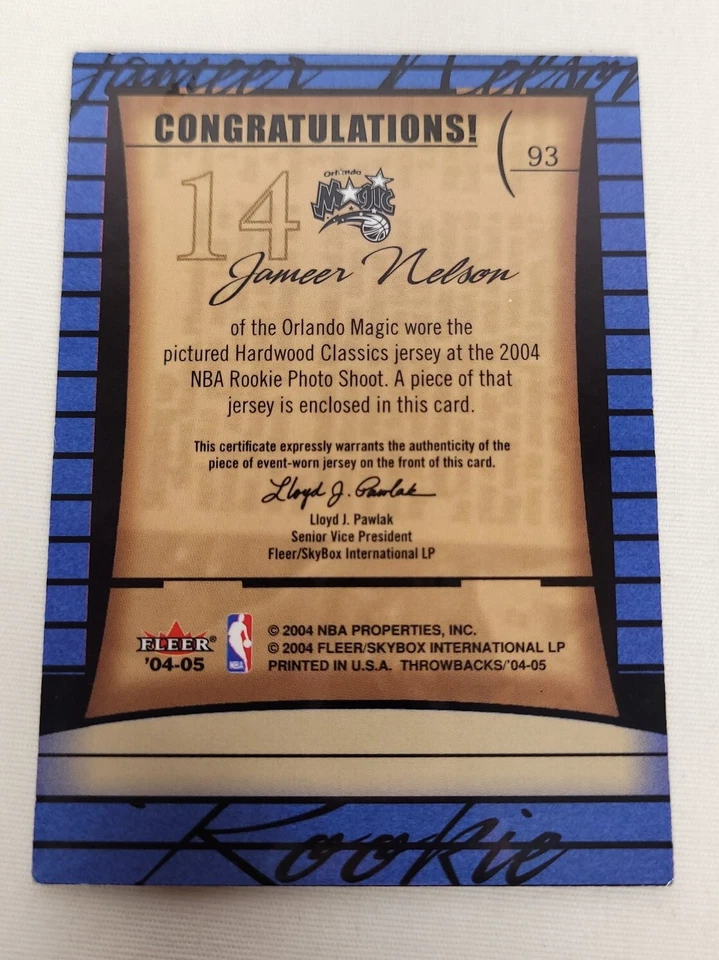 Jameer Nelson
CONGRATULATIONS!
93
14
Orlando
MAGIC
Jameer Nelson
of the Orlando Magic wore the
pictured Hardwood Classics jersey at the 2004
NBA Rookie Photo Shoot. A piece of that
jersey is enclosed in this card.
This certificate expressly warrants the authenticity of the
piece of event-worn jersey on the front of this card.
Lloyd J. Pawlak
Lloyd J. Pawlak
Senior Vice President
Fleer/SkyBox International LP
FLEER®
'04-05
NBA
© 2004 NBA PROPERTIES, INC.
© 2004 FLEER/SKYBOX INTERNATIONAL LP
PRINTED IN U.S.A. THROWBACKS/'04-05
Rookie